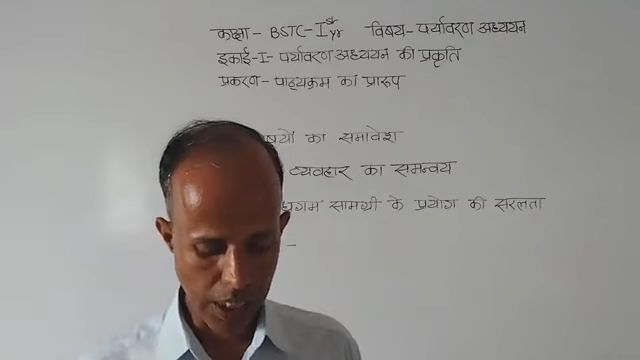 कक्षा - BSTC - Ist yr विषय - पर्यावरण अध्ययन
इकाई - I - पर्यावरण अध्ययन की प्रकृति
प्रकरण - पाठ्यक्रम का प्रारूप
का समावेश
व्यवहार का समन्वय
सामग्री के प्रयोग की सरलता
-